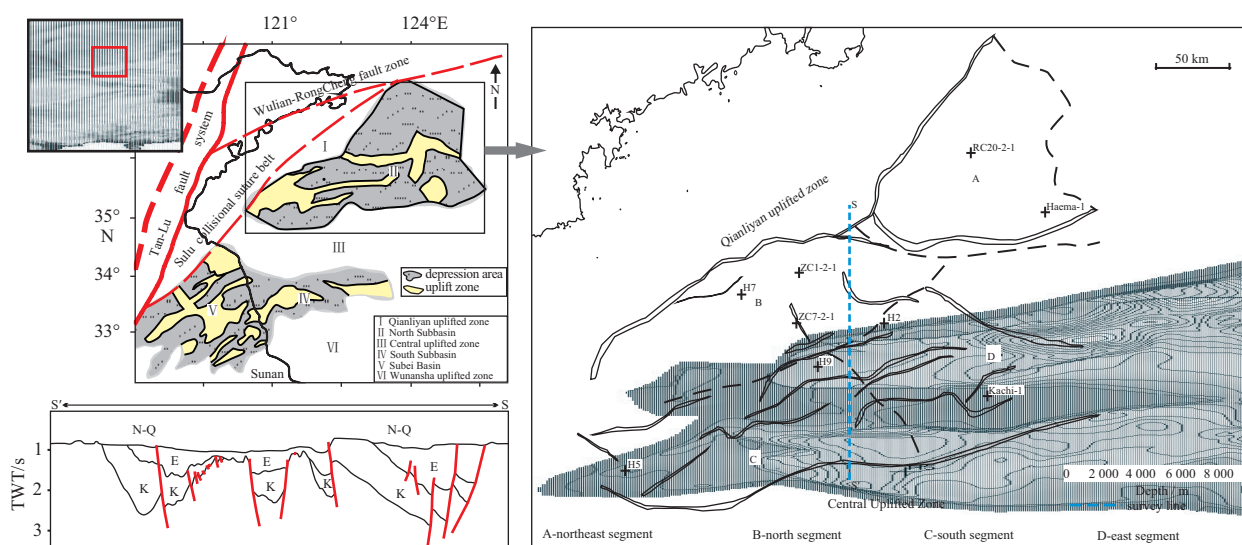 121°
124°E
Wulian-RongCheng fault zone
N
Tan-Lu fault system
Sulu collisional suture belt
I
II
35°
N
III
34°
depression area
uplift zone
IV
V
33°
VI
Sunan
I Qianliyan uplifted zone
II North Subbasin
III Central uplifted zone
IV South Subbasin
V Subei Basin
VI Wunansha uplifted zone
S'
S
N-Q
N-Q
TWT/s
1
2
3
E
E
E
K
K
K
K
K
K
50 km
RC20-2-1
A
Haema-1
Qianliyan uplifted zone
S
ZC1-2-1
H7
B
ZC7-2-1
H2
H9
D
Kachi-1
C
H5
S'
0 2 000 4 000 6 000 8 000
Depth / m
survey line
Central Uplifted Zone
A-northeast segment
B-north segment
C-south segment
D-east segment